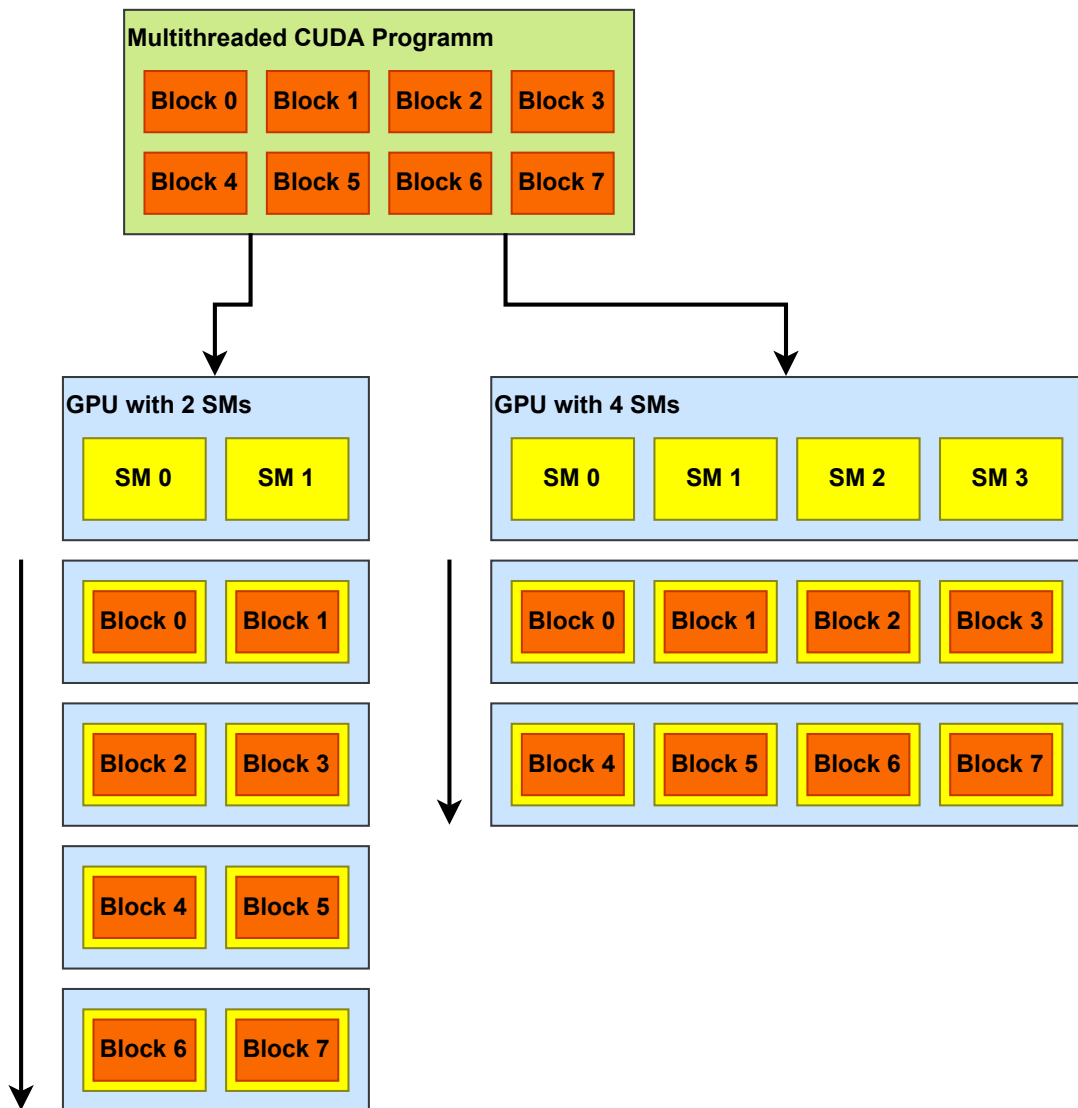 Multithreaded CUDA Programm
Block 0 Block 1 Block 2 Block 3
Block 4 Block 5 Block 6 Block 7
GPU with 2 SMs
SM 0 SM 1
Block 0 Block 1
Block 2 Block 3
Block 4 Block 5
Block 6 Block 7
GPU with 4 SMs
SM 0 SM 1 SM 2 SM 3
Block 0 Block 1 Block 2 Block 3
Block 4 Block 5 Block 6 Block 7